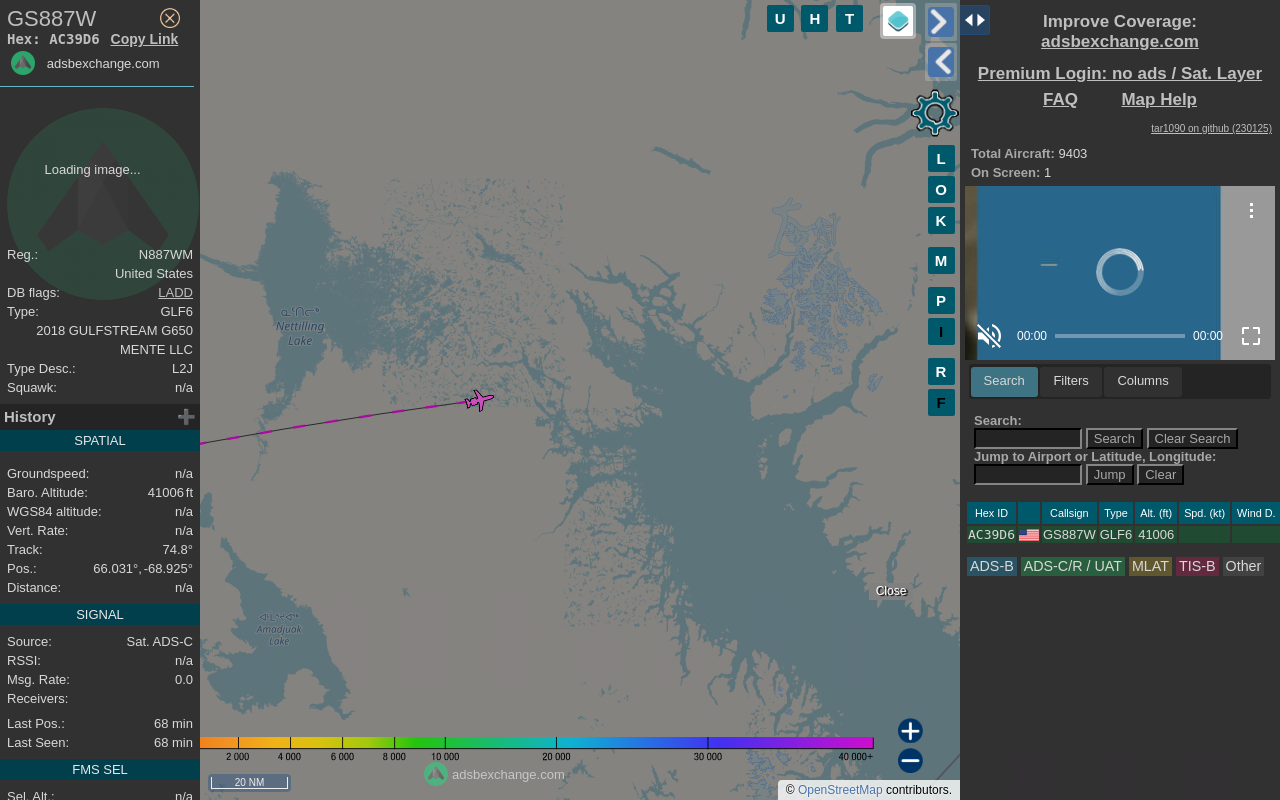 GS887W
Hex: AC39D6 Copy Link
adsbexchange.com
Loading image...
Reg.: N887WM
United States
DB flags: LADD
Type: GLF6
2018 GULFSTREAM G650
MENTE LLC
Type Desc.: L2J
Squawk: n/a
History
SPATIAL
Groundspeed: n/a
Baro. Altitude: 41006 ft
WGS84 altitude: n/a
Vert. Rate: n/a
Track: 74.8°
Pos.: 66.031°, -68.925°
Distance: n/a
SIGNAL
Source: Sat. ADS-C
RSSI: n/a
Msg. Rate: 0.0
Receivers:
Last Pos.: 68 min
Last Seen: 68 min
FMS SEL
Sel. Alt.: n/a
U H T
L
O
K
M
P
I
R
F
Nettilling
Lake
Amadjuak
Lake
Close
2 000 4 000 6 000 8 000 10 000 20 000 30 000 40 000+
adsbexchange.com
20 NM
© OpenStreetMap contributors.
Improve Coverage:
adsbexchange.com
Premium Login: no ads / Sat. Layer
FAQ Map Help
tar1090 on github (230125)
Total Aircraft: 9403
On Screen: 1
00:00 00:00
Search Filters Columns
Search:
Search Clear Search
Jump to Airport or Latitude, Longitude:
Jump Clear
Hex ID Callsign Type Alt. (ft) Spd. (kt) Wind D.
AC39D6 GS887W GLF6 41006
ADS-B ADS-C/R / UAT MLAT TIS-B Other